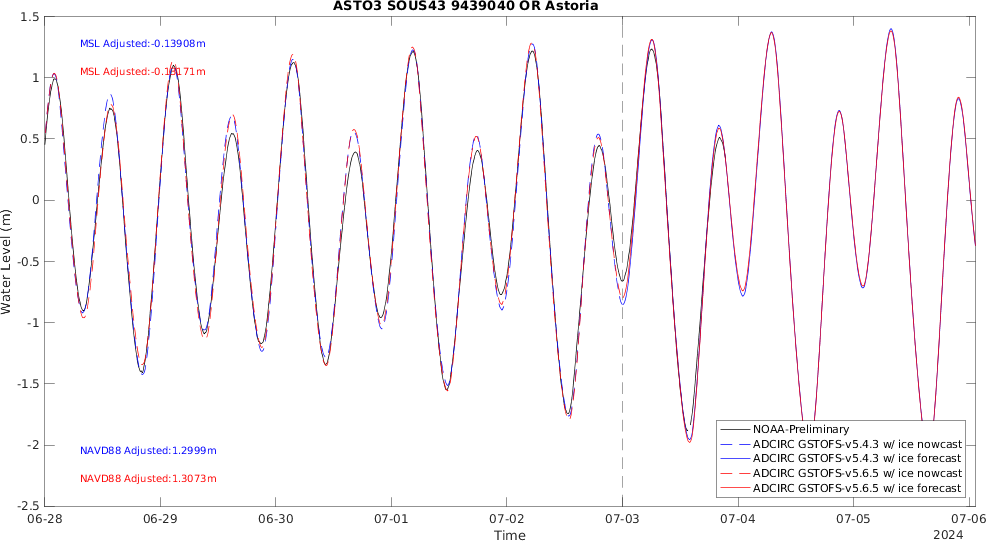 ASTO3 SOUS43 9439040 OR Astoria
1.5
1
0.5
0
-0.5
-1
-1.5
-2
-2.5
Water Level (m)
MSL Adjusted:-0.13908m
MSL Adjusted:-0.13171m
NAVD88 Adjusted:1.2999m
NAVD88 Adjusted:1.3073m
NOAA-Preliminary
ADCIRC GSTOFS-v5.4.3 w/ ice nowcast
ADCIRC GSTOFS-v5.4.3 w/ ice forecast
ADCIRC GSTOFS-v5.6.5 w/ ice nowcast
ADCIRC GSTOFS-v5.6.5 w/ ice forecast
06-28 06-29 06-30 07-01 07-02 07-03 07-04 07-05 07-06
Time
2024